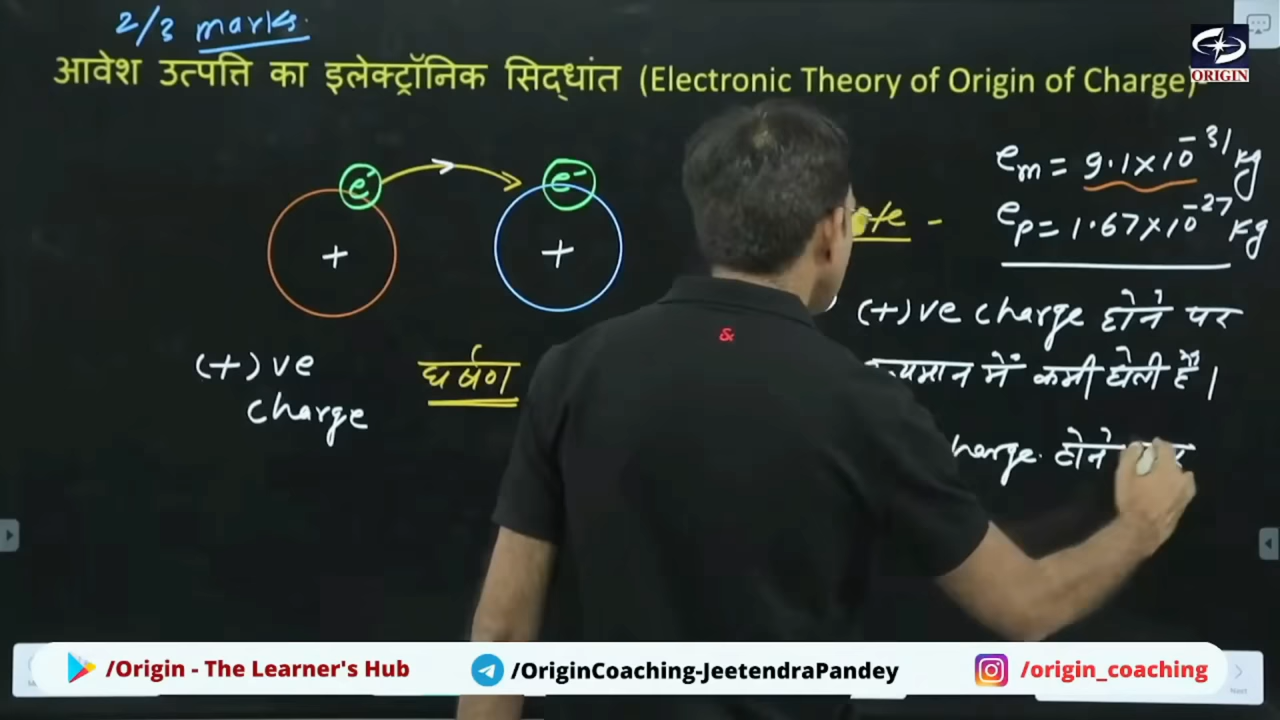 2/3 marks.
ORIGIN
आवेश उत्पत्ति का इलेक्ट्रॉनिक सिद्धांत (Electronic Theory of Origin of Charge)-
e⁻ e⁻
+ +
em = 9.1×10⁻³¹ kg
ep = 1.67×10⁻²⁷ kg
(+)ve charge होने पर
में कमी होती है।
होने
(+)ve
charge
घर्षण
&
/Origin - The Learner's Hub /OriginCoaching-JeetendraPandey /origin_coaching
Next